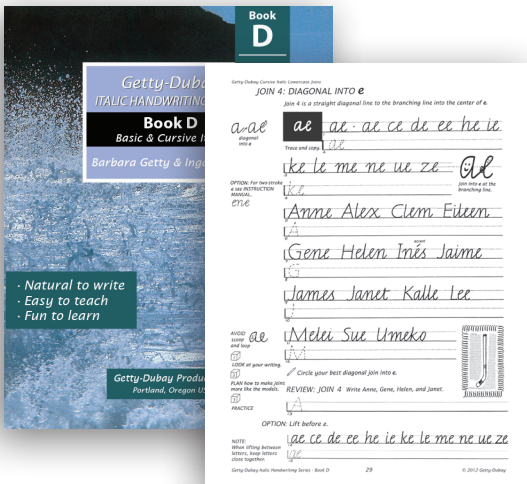 Book
D
Getty-Dub
ITALIC HANDWRITING
Book D
Basic & Cursive
Barbara Getty &
· Natural to write
· Easy to teach
· Fun to learn
Getty-Dubay
Portland, Oregon
Getty-Dubay Cursive Italic Lowercase Joins
JOIN 4: DIAGONAL INTO e
Join 4 is a straight diagonal line to the branching line into the center of e.
a-ae
diagonal
into e
ae
ae · ae ce de ee he ie
Trace and copy.
ae
ke le me ne ue ze
ae
Join into e at the
branching line.
OPTION: For two-stroke
e see INSTRUCTION
MANUAL.
ene
ke
Anne Alex Clem Eileen
A
accent
Gene Helen Inés Jaime
G
James Janet Kalle Lee
J
AVOID
scoop
and loop
ae
Melei Sue Umeko
M
LOOK at your writing.
Circle your best diagonal join into e.
PLAN how to make joins
more like the models.
REVIEW: JOIN 4 Write Anne, Gene, Helen, and Janet.
PRACTICE
A
OPTION: Lift before e.
NOTE:
When lifting between
letters, keep letters
close together.
ae ce de ee he ie ke le me ne ue ze
ae
Getty-Dubay Italic Handwriting Series - Book D
29
© 2012 Getty-Dubay